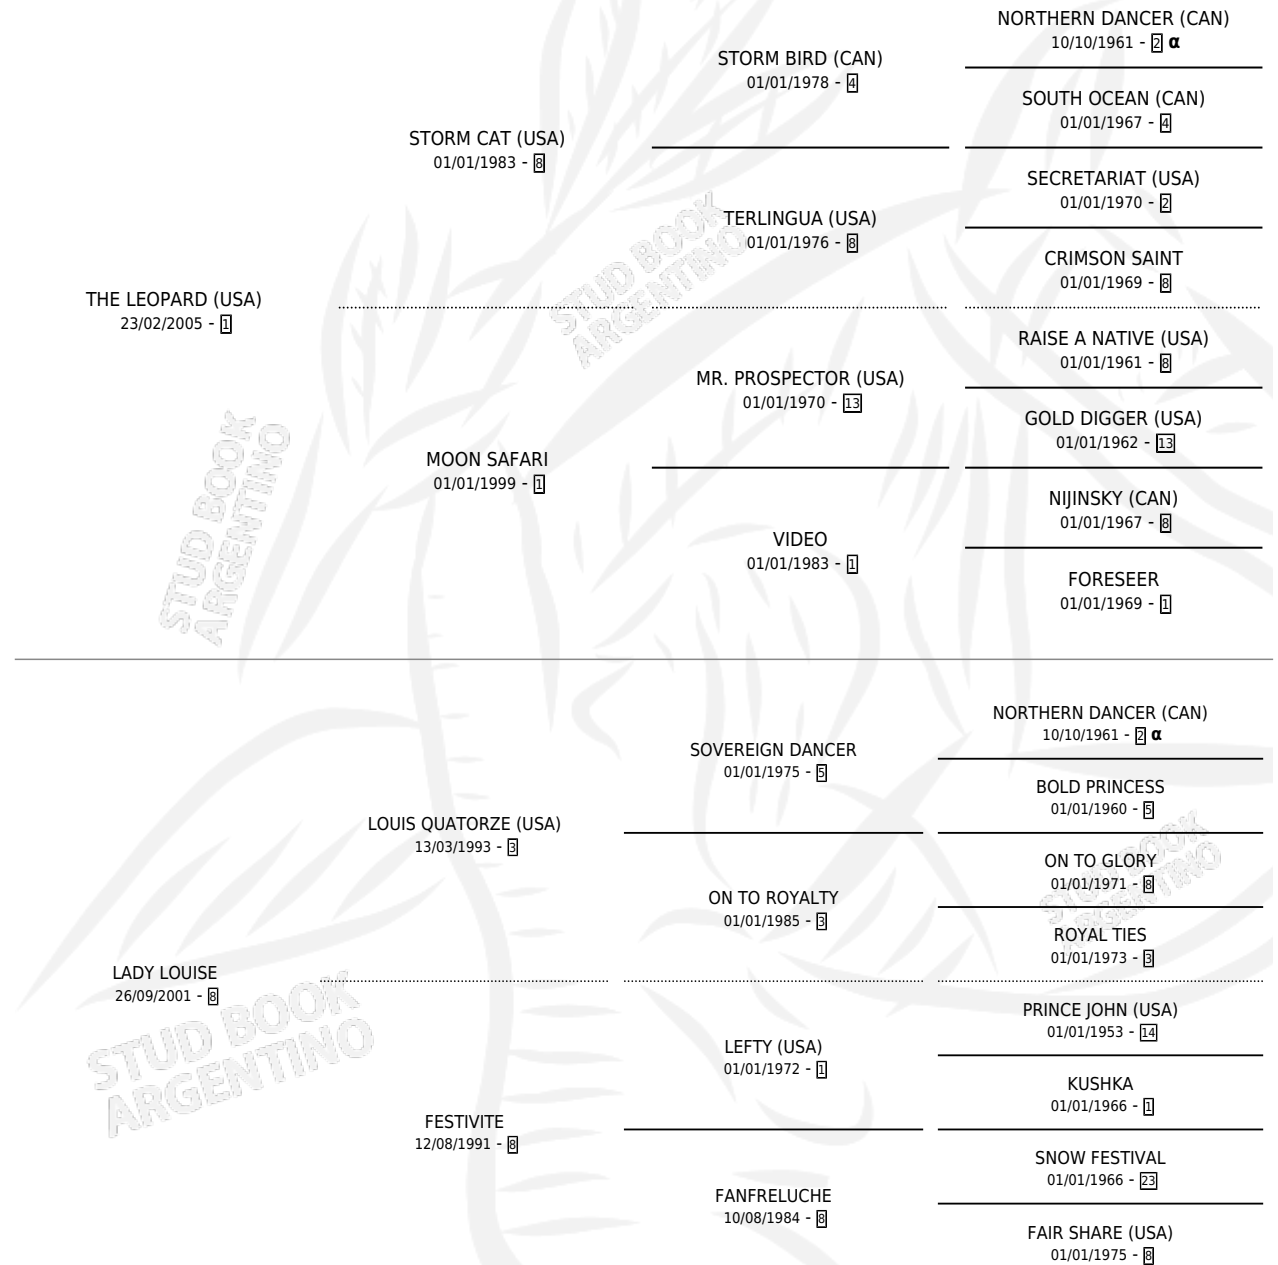 NORTHERN DANCER (CAN)
10/10/1961 - 2 α
STORM BIRD (CAN)
01/01/1978 - 4
SOUTH OCEAN (CAN)
01/01/1967 - 4
STORM CAT (USA)
01/01/1983 - 8
SECRETARIAT (USA)
01/01/1970 - 2
TERLINGUA (USA)
01/01/1976 - 8
CRIMSON SAINT
01/01/1969 - 8
STUD BOOK
ARGENTINO
THE LEOPARD (USA)
23/02/2005 - 1
RAISE A NATIVE (USA)
01/01/1961 - 8
MR. PROSPECTOR (USA)
01/01/1970 - 13
GOLD DIGGER (USA)
01/01/1962 - 13
MOON SAFARI
01/01/1999 - 1
NIJINSKY (CAN)
01/01/1967 - 8
VIDEO
01/01/1983 - 1
FORESEER
01/01/1969 - 1
STUD BOOK
ARGENTINO
NORTHERN DANCER (CAN)
10/10/1961 - 2 α
SOVEREIGN DANCER
01/01/1975 - 5
BOLD PRINCESS
01/01/1960 - 5
LOUIS QUATORZE (USA)
13/03/1993 - 3
ON TO GLORY
01/01/1971 - 8
ON TO ROYALTY
01/01/1985 - 3
ROYAL TIES
01/01/1973 - 3
STUD BOOK
ARGENTINO
LADY LOUISE
26/09/2001 - 8
PRINCE JOHN (USA)
01/01/1953 - 14
LEFTY (USA)
01/01/1972 - 1
KUSHKA
01/01/1966 - 1
STUD BOOK
ARGENTINO
FESTIVITE
12/08/1991 - 8
SNOW FESTIVAL
01/01/1966 - 23
FANFRELUCHE
10/08/1984 - 8
FAIR SHARE (USA)
01/01/1975 - 8